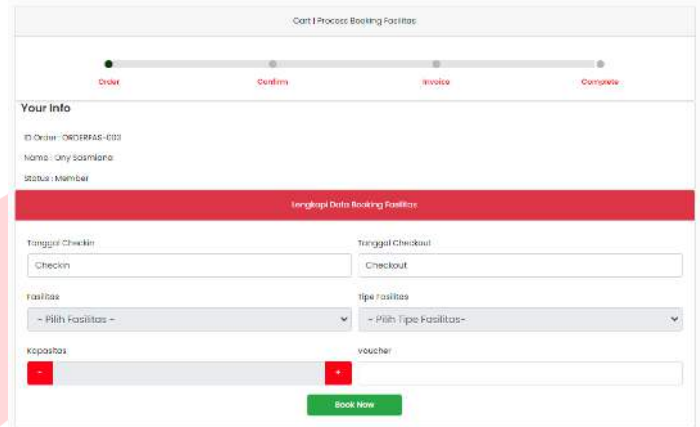 Cart | Process Booking Fasilitas
Order Confirm Invoice Complete
Your Info
ID Order : ORDERFAS-003
Name : Ony Sasmiana
Status : Member
Lengkapi Data Booking Fasilitas
Tanggal Checkin Tanggal Checkout
Checkin Checkout
Fasilitas Tipe Fasilitas
- Pilih Fasilitas - - Pilih Tipe Fasilitas-
Kapasitas voucher
- +
Book Now